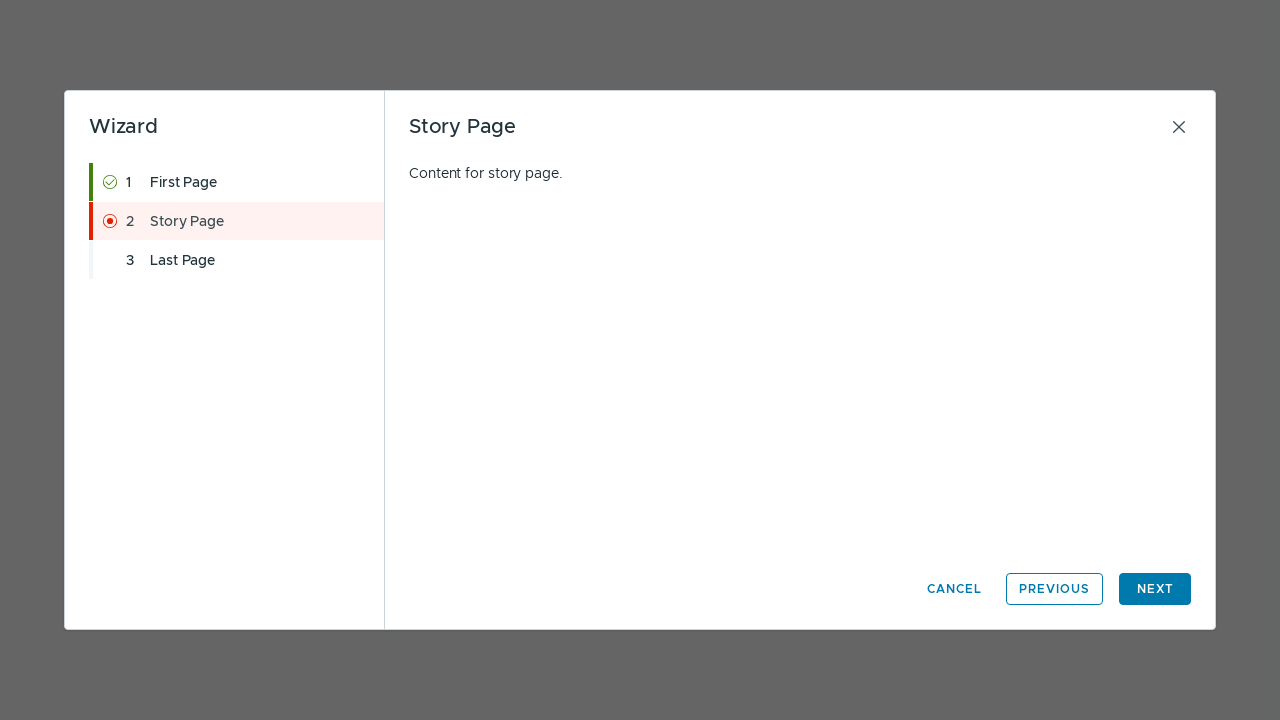 Wizard
1 First Page
2 Story Page
3 Last Page
Story Page
Content for story page.
CANCEL PREVIOUS NEXT